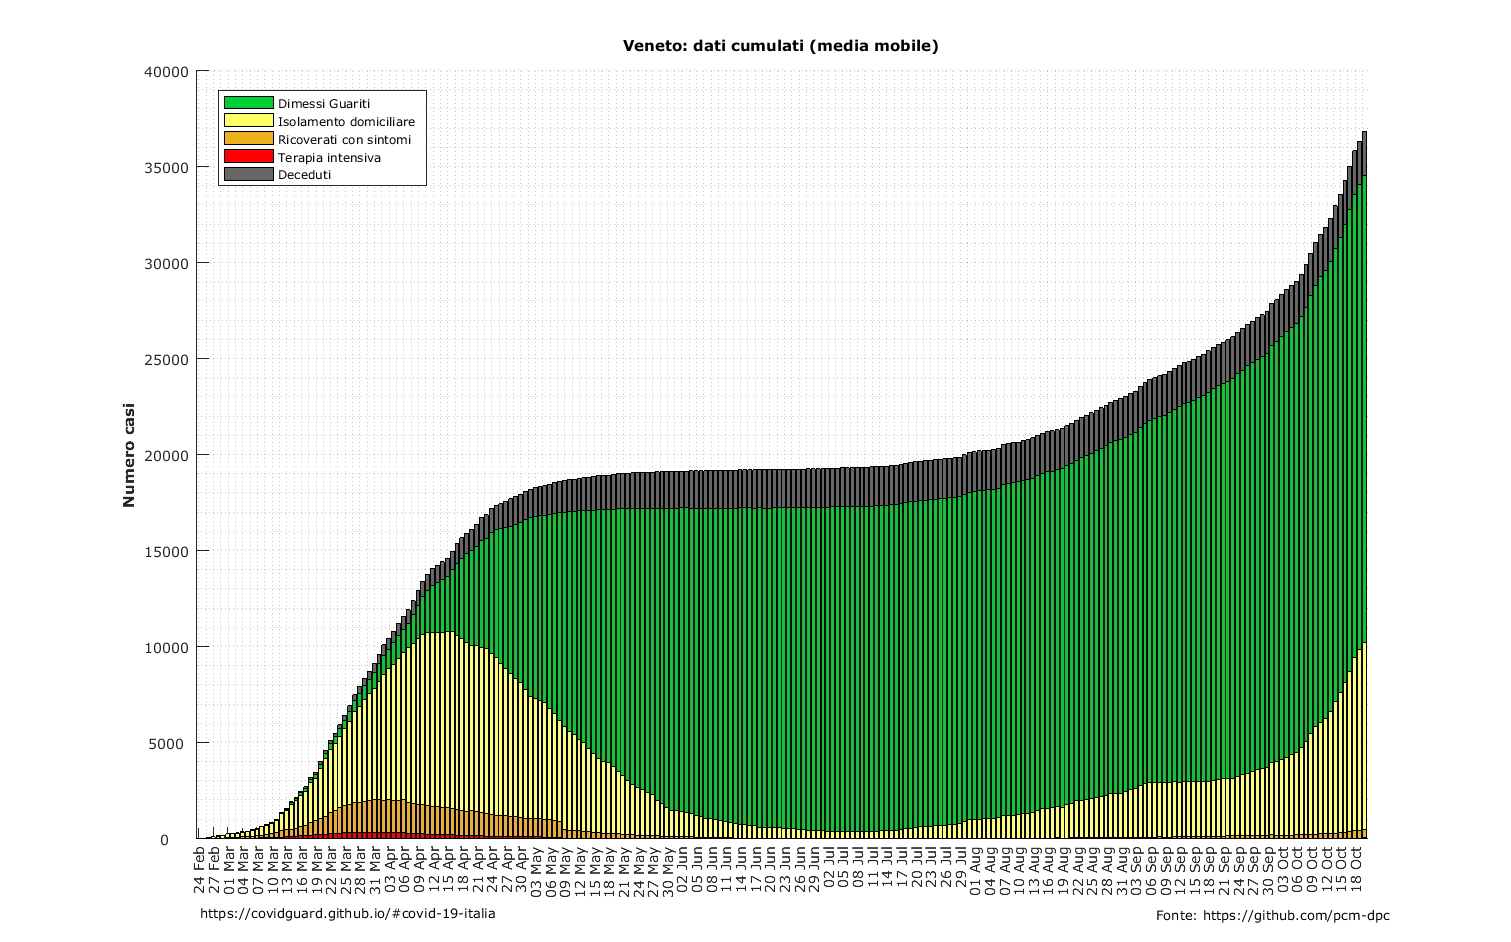 Veneto: dati cumulati (media mobile)
40000
35000
30000
25000
20000
15000
10000
5000
0
Numero casi
Dimessi Guariti
Isolamento domiciliare
Ricoverati con sintomi
Terapia intensiva
Deceduti
24 Feb
27 Feb
01 Mar
04 Mar
07 Mar
10 Mar
13 Mar
16 Mar
19 Mar
22 Mar
25 Mar
28 Mar
31 Mar
03 Apr
06 Apr
09 Apr
12 Apr
15 Apr
18 Apr
21 Apr
24 Apr
27 Apr
30 Apr
03 May
06 May
09 May
12 May
15 May
18 May
21 May
24 May
27 May
30 May
02 Jun
05 Jun
08 Jun
11 Jun
14 Jun
17 Jun
20 Jun
23 Jun
26 Jun
29 Jun
02 Jul
05 Jul
08 Jul
11 Jul
14 Jul
17 Jul
20 Jul
23 Jul
26 Jul
29 Jul
01 Aug
04 Aug
07 Aug
10 Aug
13 Aug
16 Aug
19 Aug
22 Aug
25 Aug
28 Aug
31 Aug
03 Sep
06 Sep
09 Sep
12 Sep
15 Sep
18 Sep
21 Sep
24 Sep
27 Sep
30 Sep
03 Oct
06 Oct
09 Oct
12 Oct
15 Oct
18 Oct
https://covidguard.github.io/#covid-19-italia
Fonte: https://github.com/pcm-dpc